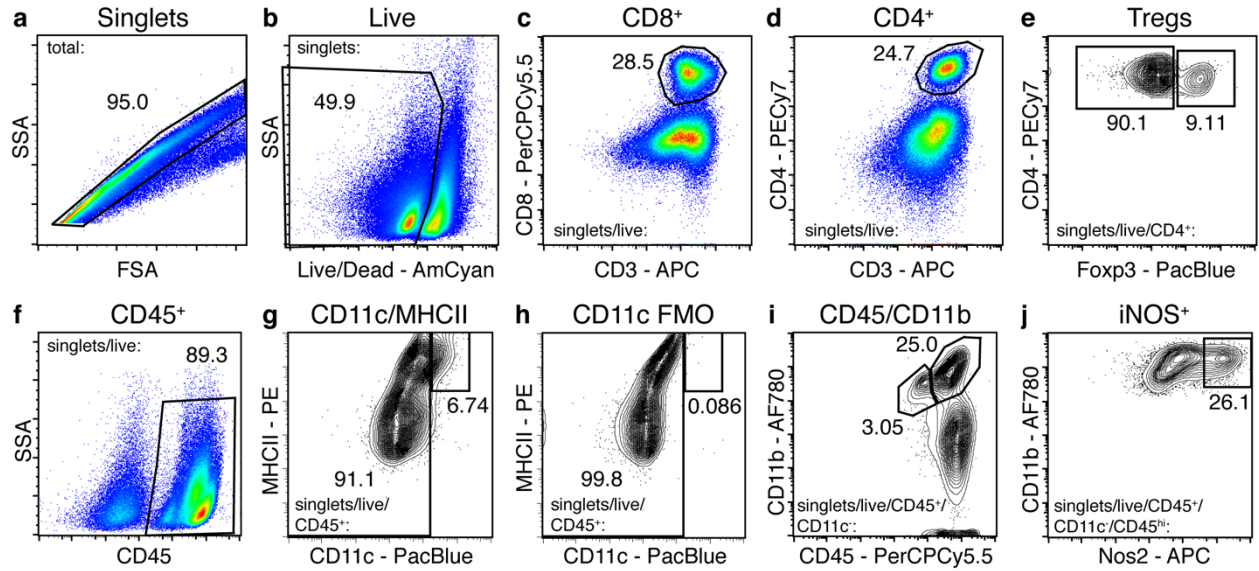 a Singlets
total:
95.0
SSA
FSA
b Live
singlets:
49.9
SSA
Live/Dead - AmCyan
c CD8⁺
28.5
CD8 - PerCPCy5.5
singlets/live:
CD3 - APC
d CD4⁺
24.7
CD4 - PECy7
singlets/live:
CD3 - APC
e Tregs
CD4 - PECy7
90.1 9.11
singlets/live/CD4⁺:
Foxp3 - PacBlue
f CD45⁺
singlets/live:
89.3
SSA
CD45
g CD11c/MHCII
MHCII - PE
6.74
91.1
singlets/live/
CD45⁺:
CD11c - PacBlue
h CD11c FMO
MHCII - PE
0.086
99.8
singlets/live/
CD45⁺:
CD11c - PacBlue
i CD45/CD11b
25.0
3.05
CD11b - AF780
singlets/live/CD45⁺/
CD11c⁻:
CD45 - PerCPCy5.5
j iNOS⁺
CD11b - AF780
26.1
singlets/live/CD45⁺/
CD11c⁻/CD45ʰⁱ:
Nos2 - APC